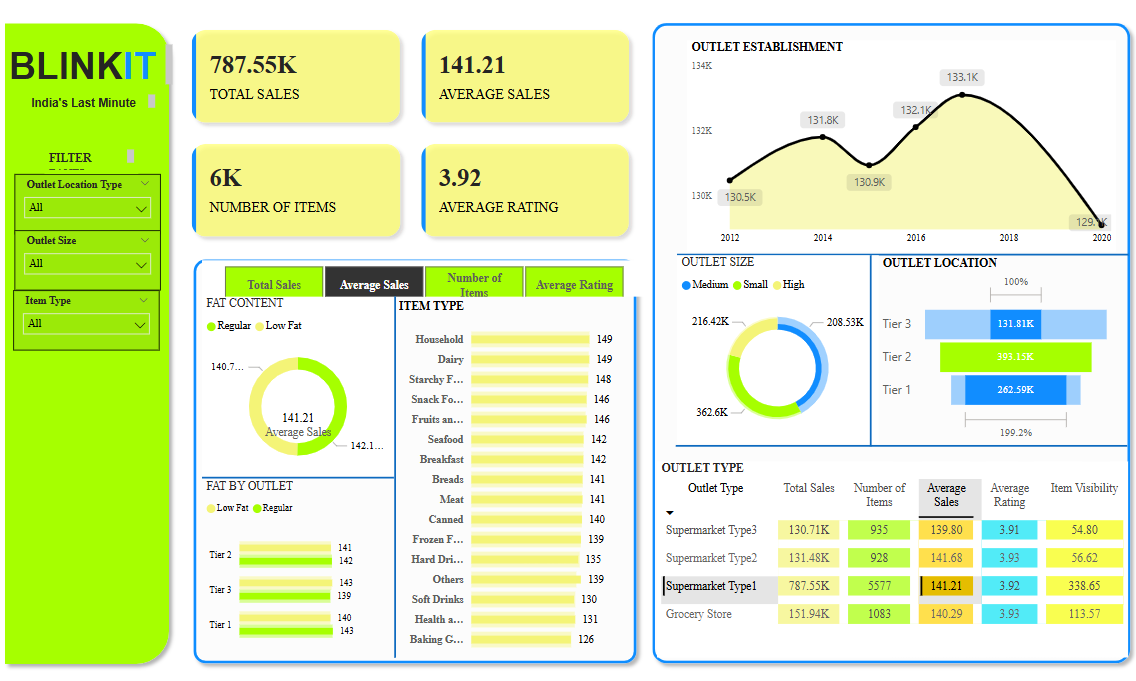 BLINKIT
India's Last Minute
FILTER
Outlet Location Type
All
Outlet Size
All
Item Type
All
787.55K
TOTAL SALES
141.21
AVERAGE SALES
6K
NUMBER OF ITEMS
3.92
AVERAGE RATING
Total Sales
Average Sales
Number of
Items
Average Rating
FAT CONTENT
Regular Low Fat
140.7...
141.21
Average Sales
142.1...
FAT BY OUTLET
Low Fat Regular
Tier 2 141
142
Tier 3 143
139
Tier 1 140
143
ITEM TYPE
Household 149
Dairy 149
Starchy F... 148
Snack Fo... 146
Fruits an... 146
Seafood 142
Breakfast 142
Breads 141
Meat 141
Canned 140
Frozen F... 139
Hard Dri... 135
Others 139
Soft Drinks 130
Health a... 131
Baking G... 126
OUTLET ESTABLISHMENT
134K
132K
130K
130.5K
131.8K
130.9K
132.1K
133.1K
2012 2014 2016 2018 2020
OUTLET SIZE
Medium Small High
216.42K
208.53K
362.6K
OUTLET LOCATION
100%
Tier 3 131.81K
Tier 2 393.15K
Tier 1 262.59K
199.2%
OUTLET TYPE
Outlet Type Total Sales Number of Items Average Sales Average Rating Item Visibility
Supermarket Type3 130.71K 935 139.80 3.91 54.80
Supermarket Type2 131.48K 928 141.68 3.93 56.62
Supermarket Type1 787.55K 5577 141.21 3.92 338.65
Grocery Store 151.94K 1083 140.29 3.93 113.57